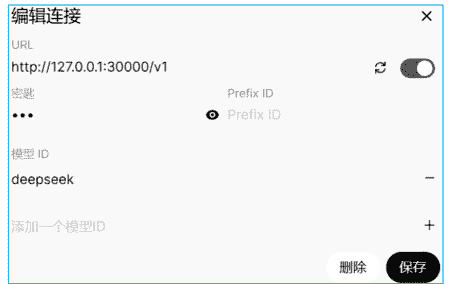 编辑连接
URL
http://127.0.0.1:30000/v1
密匙 Prefix ID
••• Prefix ID
模型 ID
deepseek
添加一个模型ID
删除 保存